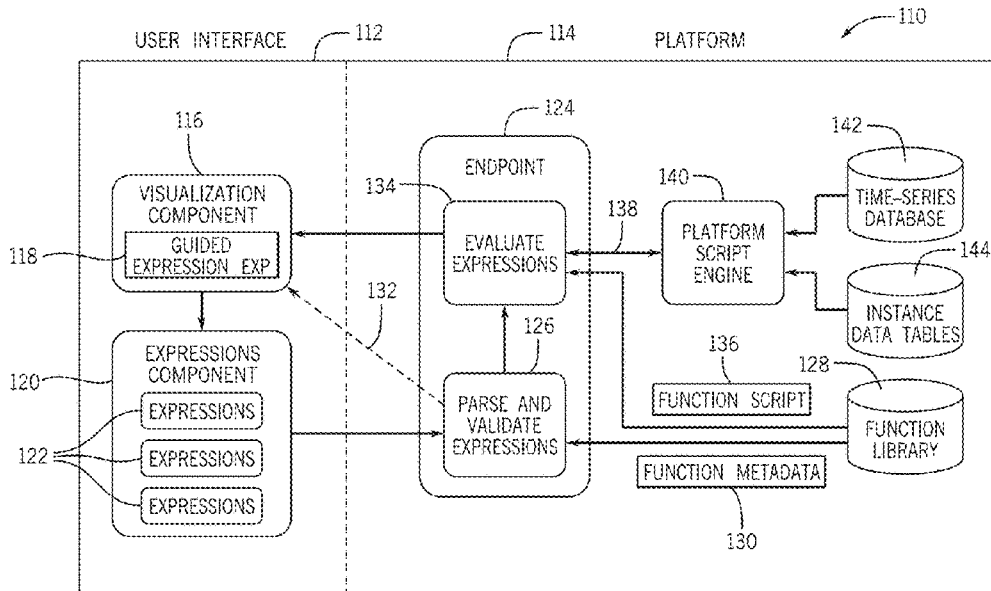 110
USER INTERFACE
112
114
PLATFORM
116
VISUALIZATION
COMPONENT
118
GUIDED
EXPRESSION EXP.
120
EXPRESSIONS
COMPONENT
122
EXPRESSIONS
EXPRESSIONS
EXPRESSIONS
132
124
ENDPOINT
134
EVALUATE
EXPRESSIONS
126
PARSE AND
VALIDATE
EXPRESSIONS
138
140
PLATFORM
SCRIPT
ENGINE
142
TIME-SERIES
DATABASE
144
INSTANCE
DATA TABLES
136
FUNCTION SCRIPT
128
FUNCTION
LIBRARY
FUNCTION METADATA
130